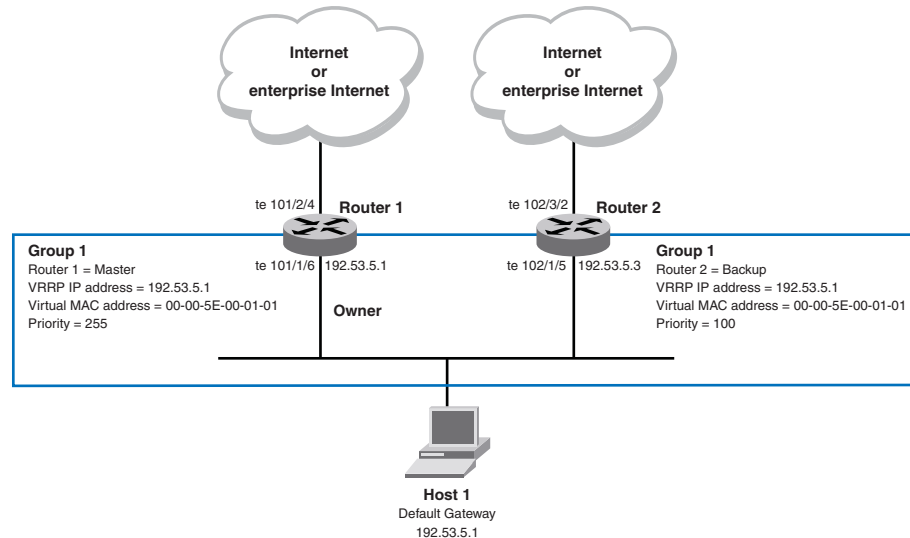 Internet
or
enterprise Internet
Internet
or
enterprise Internet
te 101/2/4
Router 1
te 102/3/2
Router 2
Group 1
Router 1 = Master
VRRP IP address = 192.53.5.1
Virtual MAC address = 00-00-5E-00-01-01
Priority = 255
te 101/1/6
192.53.5.1
Owner
te 102/1/5
192.53.5.3
Group 1
Router 2 = Backup
VRRP IP address = 192.53.5.1
Virtual MAC address = 00-00-5E-00-01-01
Priority = 100
Host 1
Default Gateway
192.53.5.1